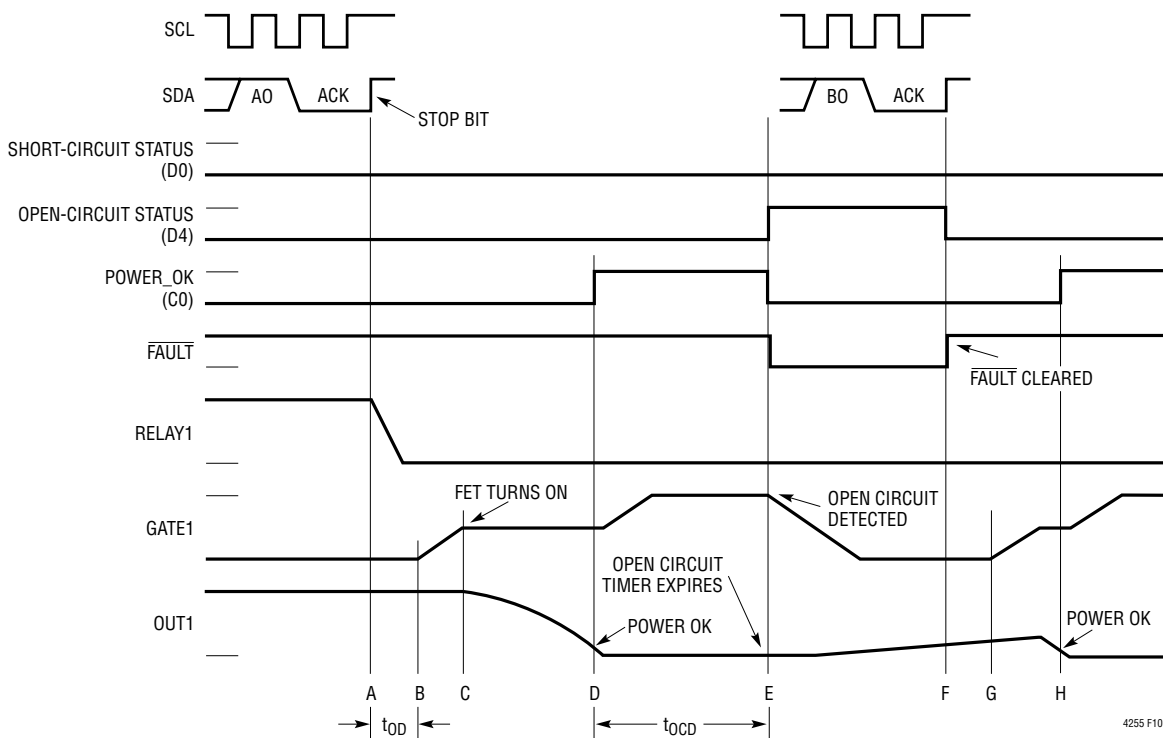 SCL
SDA
AO
ACK
STOP BIT
BO
ACK
SHORT-CIRCUIT STATUS
(D0)
OPEN-CIRCUIT STATUS
(D4)
POWER_OK
(C0)
FAULT
FAULT CLEARED
RELAY1
FET TURNS ON
GATE1
OPEN CIRCUIT
DETECTED
OPEN CIRCUIT
TIMER EXPIRES
OUT1
POWER OK
POWER OK
A B C D E F G H
tOD
tOCD
4255 F10